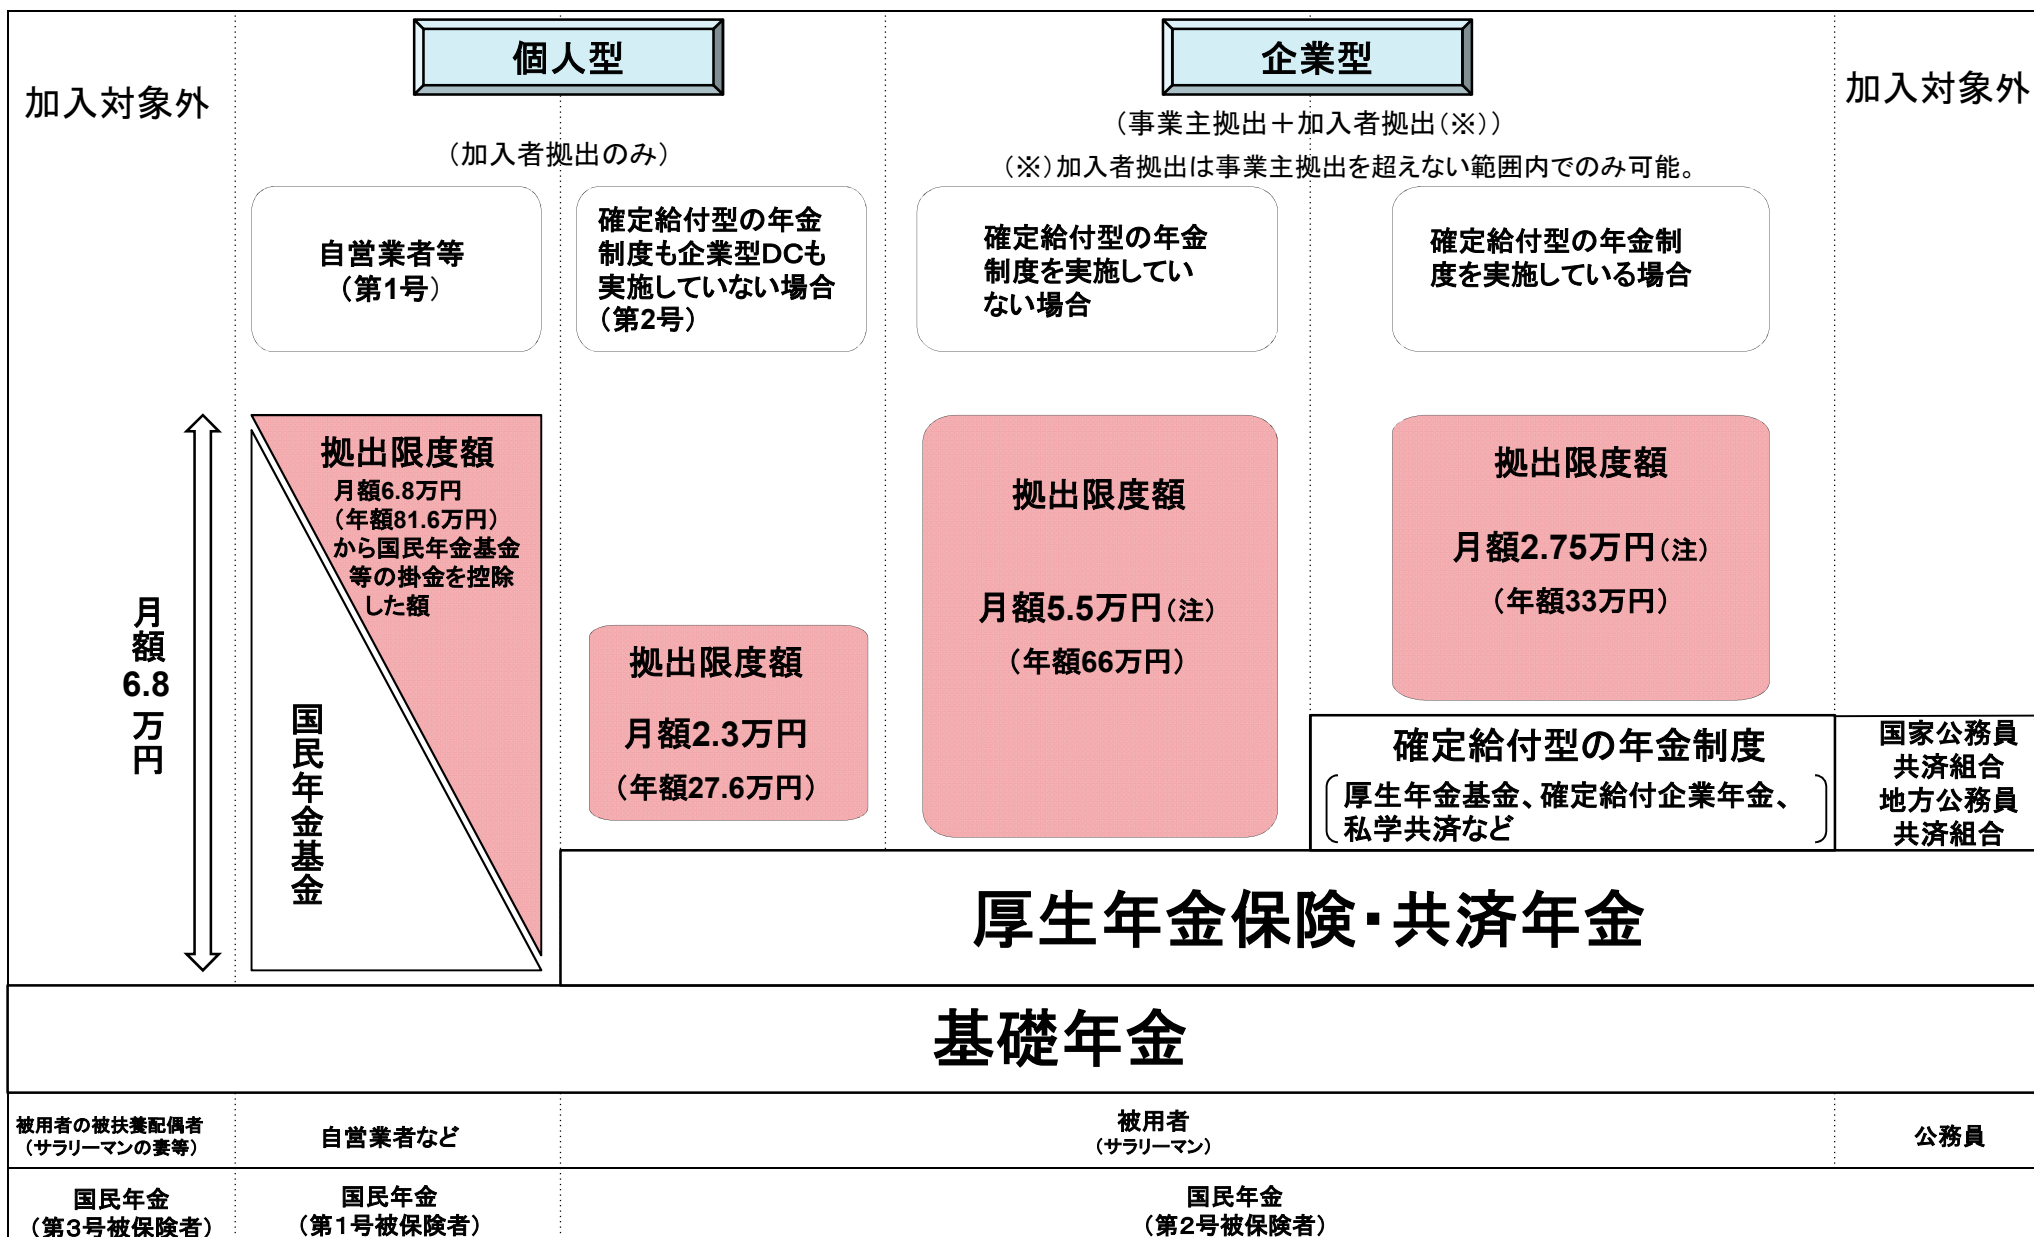 加入対象外
個人型
(加入者拠出のみ)
企業型
(事業主拠出＋加入者拠出(※))
(※)加入者拠出は事業主拠出を超えない範囲内でのみ可能。
加入対象外
自営業者等
(第1号)
確定給付型の年金
制度も企業型DCも
実施していない場合
(第2号)
確定給付型の年金
制度を実施してい
ない場合
確定給付型の年金制
度を実施している場合
月額6.8万円
拠出限度額
月額6.8万円
(年額81.6万円)
から国民年金基金
等の掛金を控除
した額
国民年金基金
拠出限度額
月額2.3万円
(年額27.6万円)
拠出限度額
月額5.5万円(注)
(年額66万円)
拠出限度額
月額2.75万円(注)
(年額33万円)
確定給付型の年金制度
厚生年金基金、確定給付企業年金、
私学共済など
国家公務員
共済組合
地方公務員
共済組合
厚生年金保険・共済年金
基礎年金
被用者の被扶養配偶者
(サラリーマンの妻等)
自営業者など
被用者
(サラリーマン)
公務員
国民年金
(第3号被保険者)
国民年金
(第1号被保険者)
国民年金
(第2号被保険者)